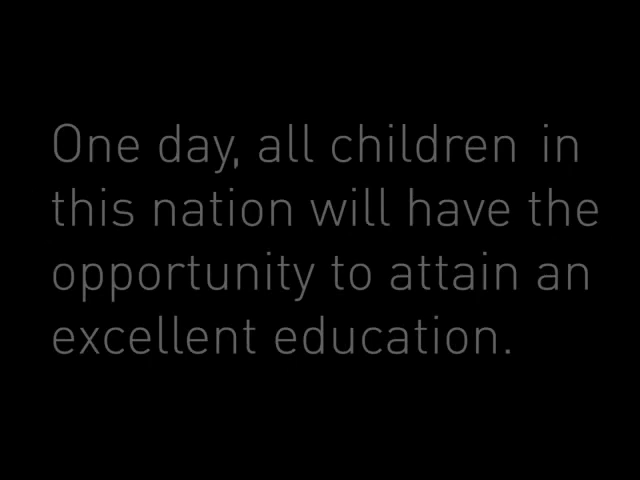 One day, all children in
this nation will have the
opportunity to attain an
excellent education.